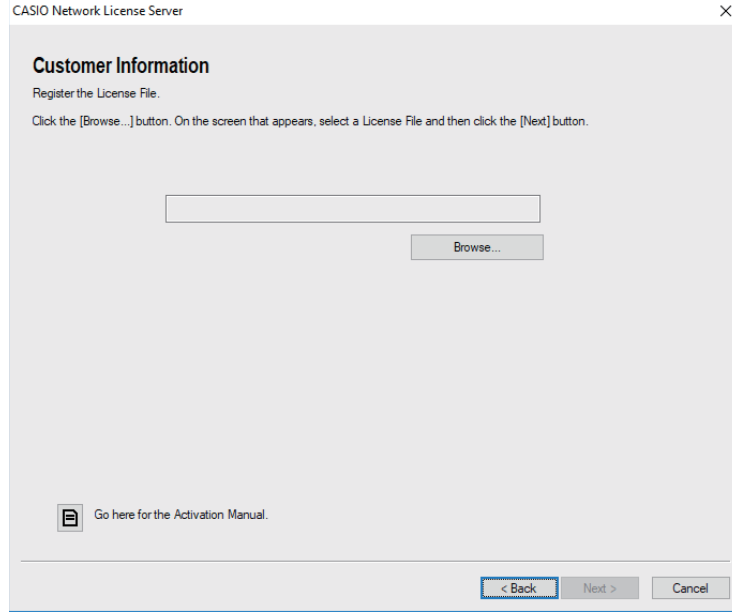 CASIO Network License Server
Customer Information
Register the License File.
Click the [Browse...] button. On the screen that appears, select a License File and then click the [Next] button.
Browse...
Go here for the Activation Manual.
< Back
Next >
Cancel